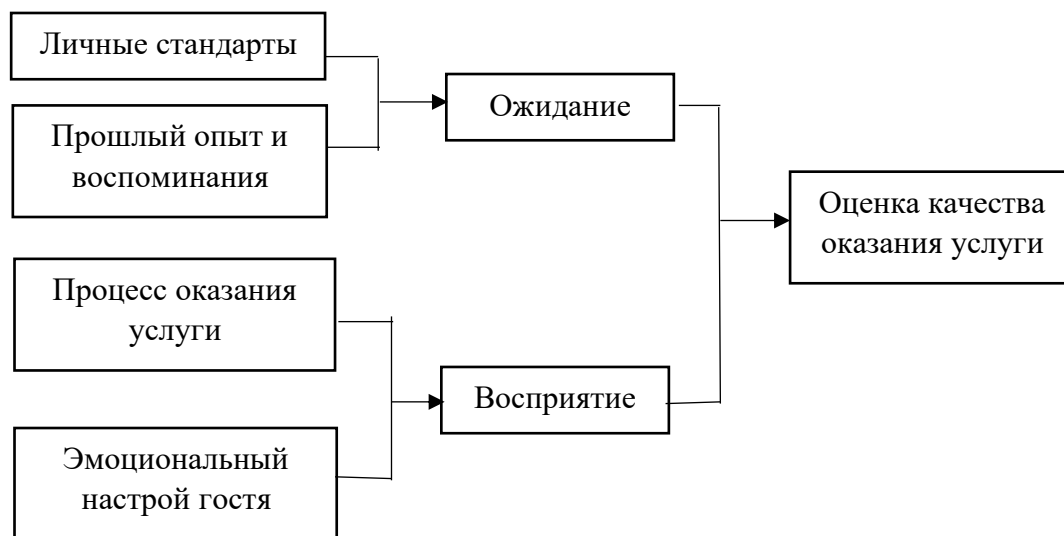 Личные стандарты
Прошлый опыт и
воспоминания
Ожидание
Процесс оказания
услуги
Эмоциональный
настрой гостя
Восприятие
Оценка качества
оказания услуги